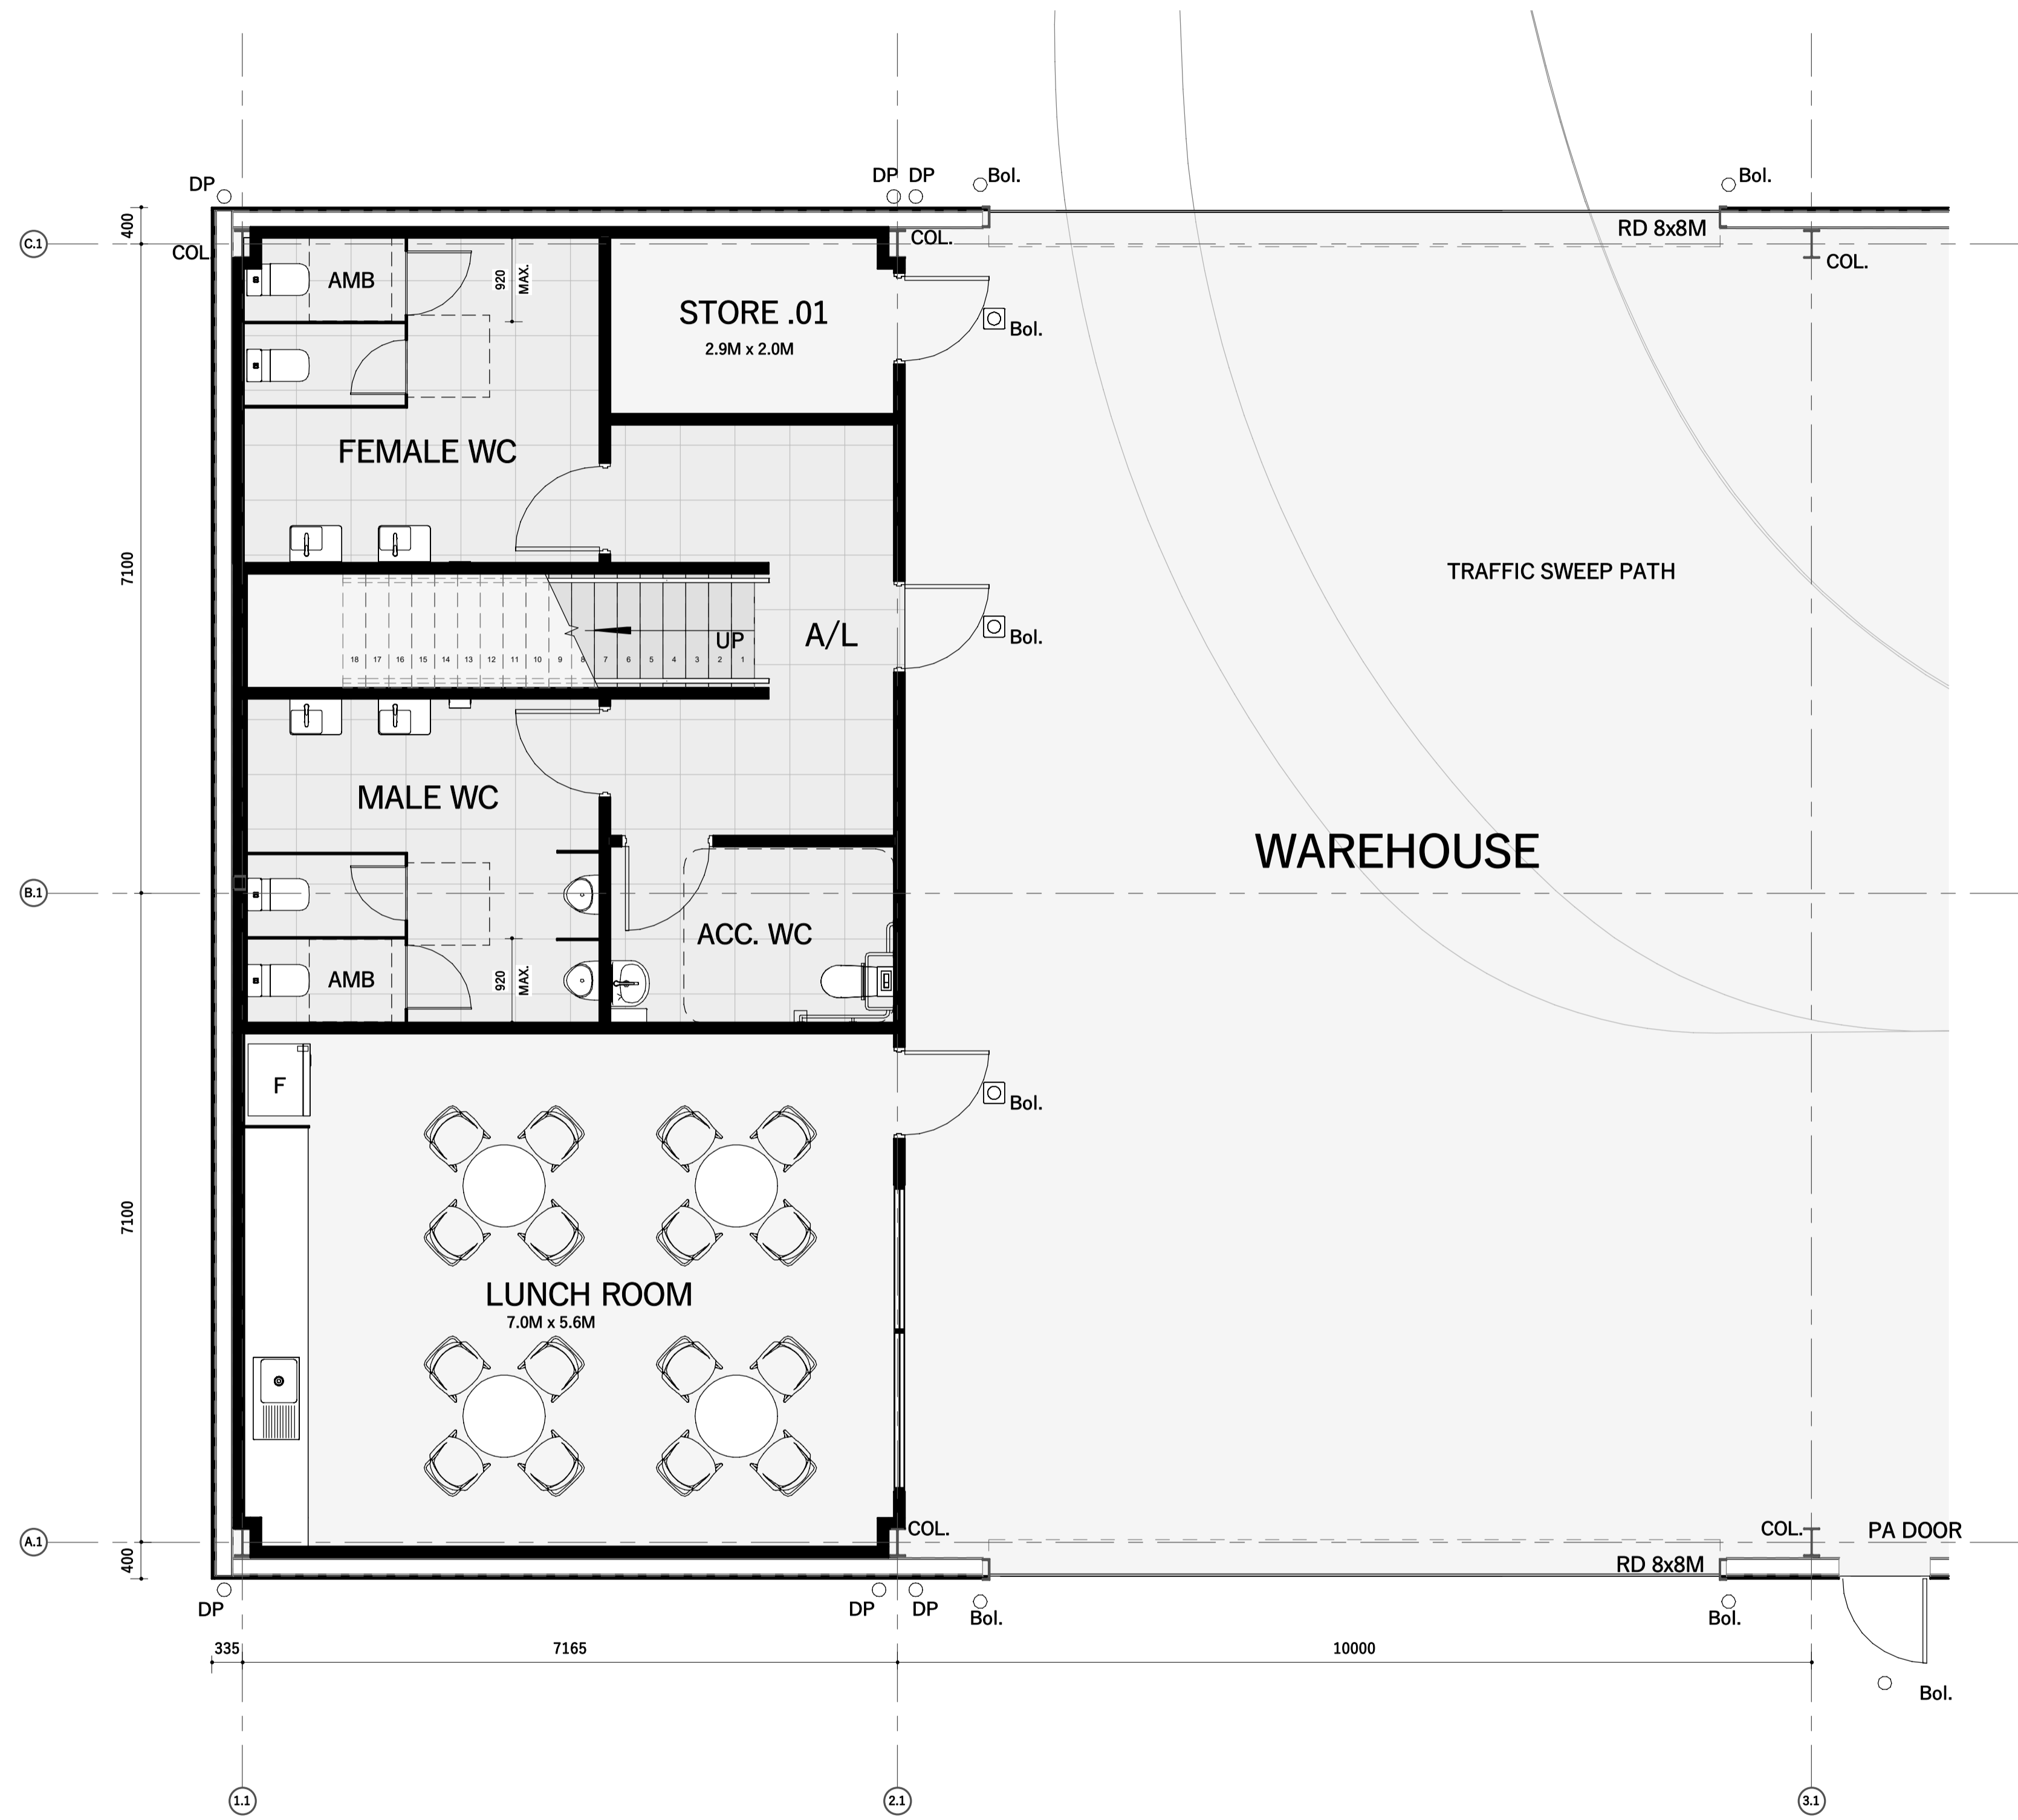 DP
DP
DP
Bol.
Bol.
400
C.1
COL.
COL.
RD 8x8M
COL.
AMB
920
MAX.
STORE .01
2.9M x 2.0M
Bol.
FEMALE WC
7100
TRAFFIC SWEEP PATH
UP
A/L
Bol.
18 17 16 15 14 13 12 11 10 9 8 7 6 5 4 3 2 1
MALE WC
WAREHOUSE
B.1
ACC. WC
AMB
920
MAX.
F
Bol.
7100
LUNCH ROOM
7.0M x 5.6M
A.1
COL.
COL.
PA DOOR
400
RD 8x8M
DP
DP
DP
Bol.
Bol.
335
7165
10000
Bol.
1.1
2.1
3.1